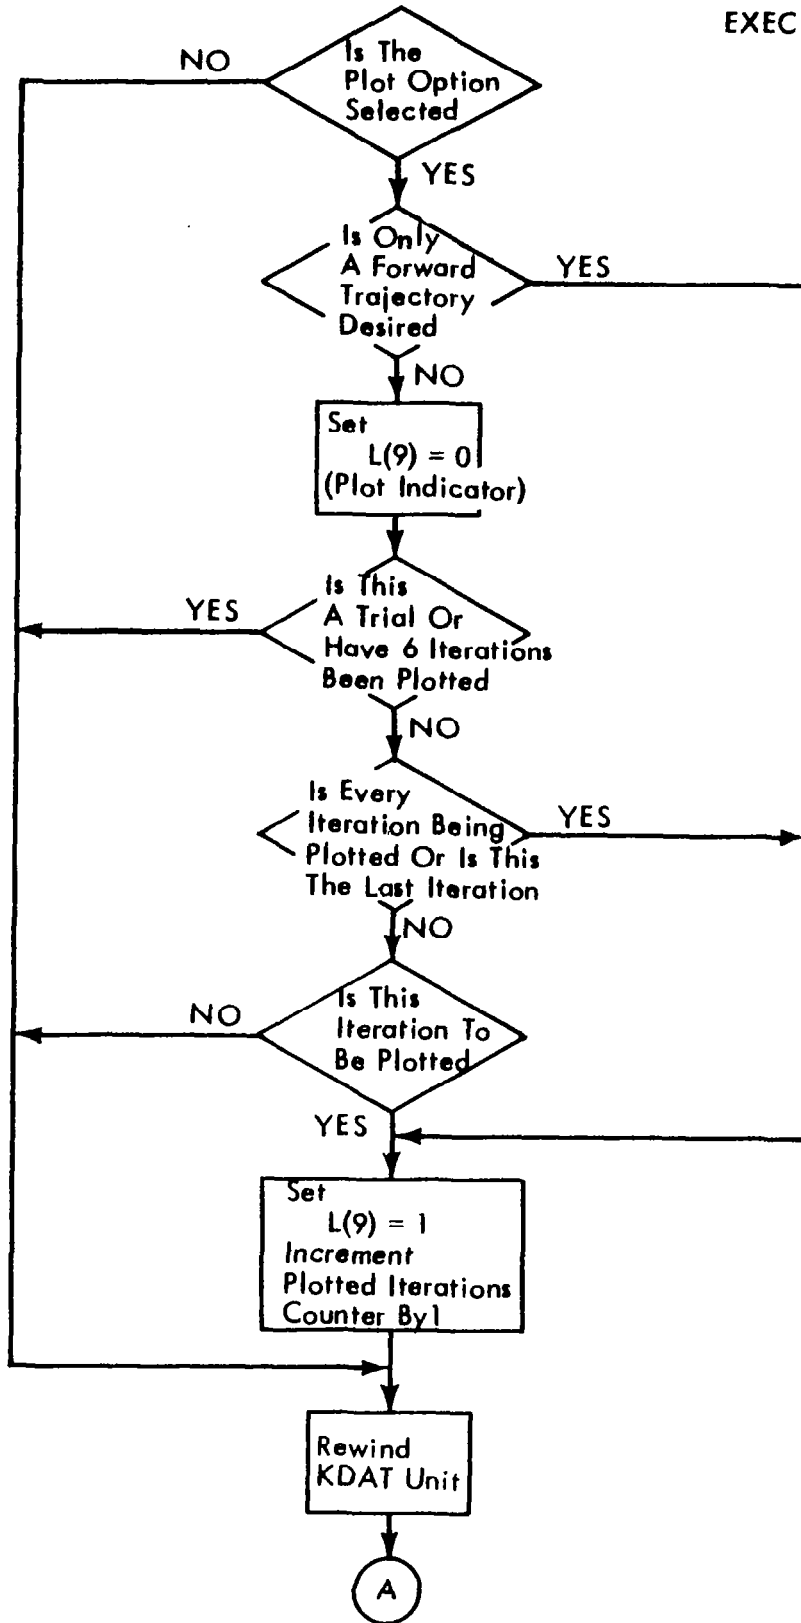 EXEC
Is The
Plot Option
Selected
NO
YES
Is Only
A Forward
Trajectory
Desired
YES
NO
Set
L(9) = 0
(Plot Indicator)
Is This
A Trial Or
Have 6 Iterations
Been Plotted
YES
NO
Is Every
Iteration Being
Plotted Or Is This
The Last Iteration
YES
NO
Is This
Iteration To
Be Plotted
NO
YES
Set
L(9) = 1
Increment
Plotted Iterations
Counter By 1
Rewind
KDAT Unit
A